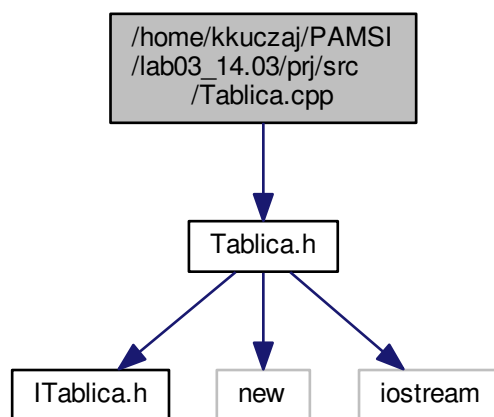 /home/kkuczaj/PAMSI
/lab03_14.03/prj/src
/Tablica.cpp
Tablica.h
ITablica.h
new
iostream